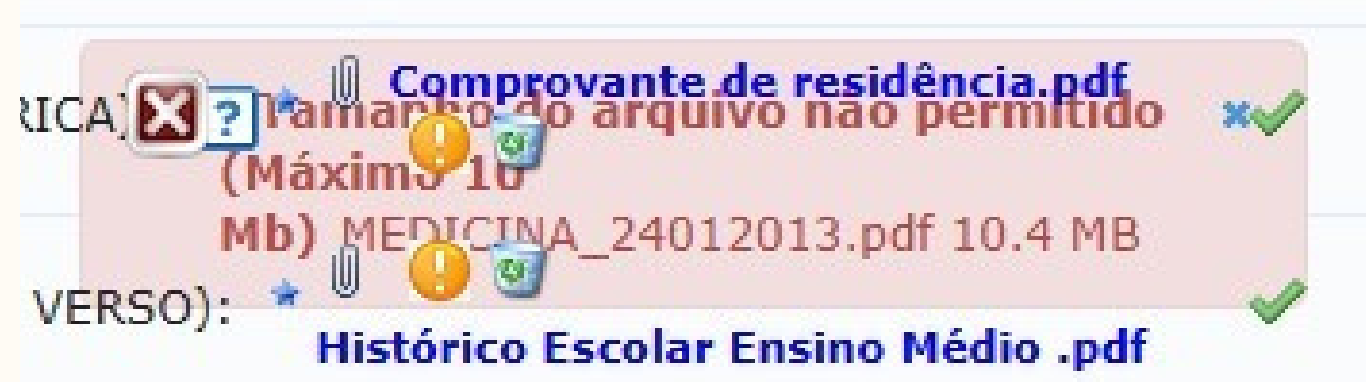 Comprovante de residência.pdf
RICA)
? Tamanho do arquivo não permitido
(Máximo 10
Mb) MEDICINA_24012013.pdf 10.4 MB
VERSO):
Histórico Escolar Ensino Médio .pdf